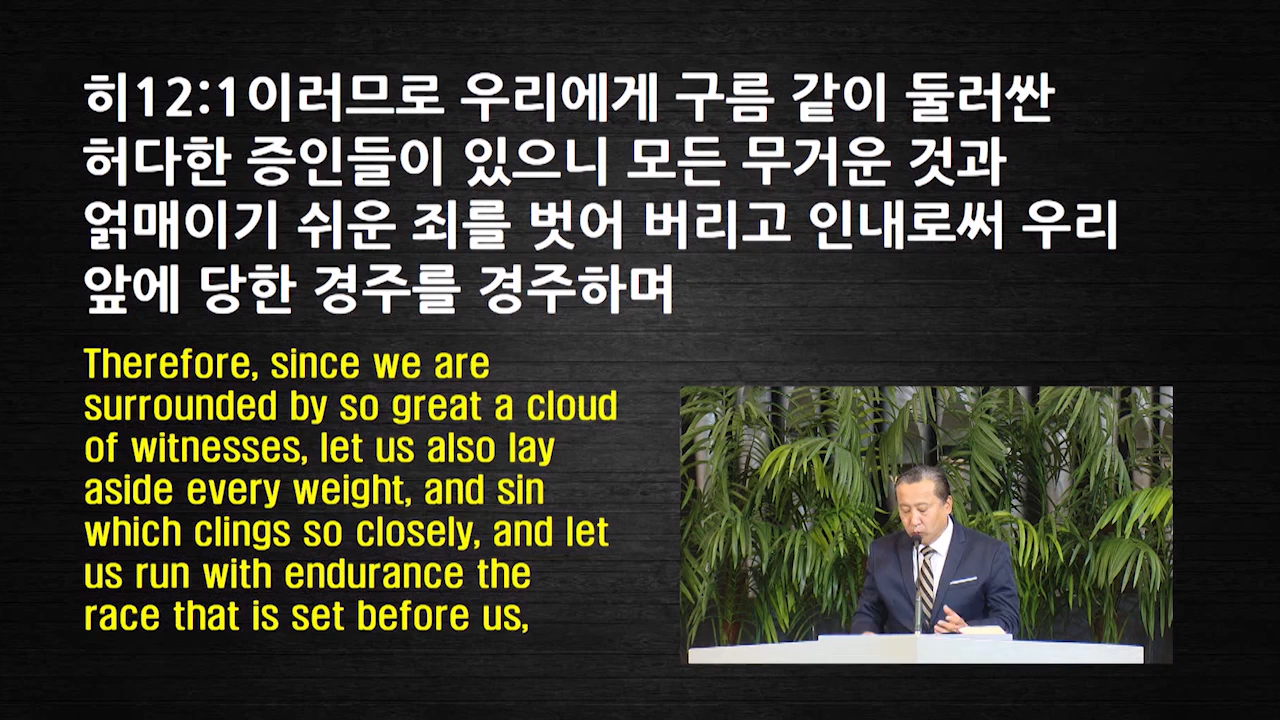 히12:1이러므로 우리에게 구름 같이 둘러싼
허다한 증인들이 있으니 모든 무거운 것과
얽매이기 쉬운 죄를 벗어 버리고 인내로써 우리
앞에 당한 경주를 경주하며
Therefore, since we are
surrounded by so great a cloud
of witnesses, let us also lay
aside every weight, and sin
which clings so closely, and let
us run with endurance the
race that is set before us,